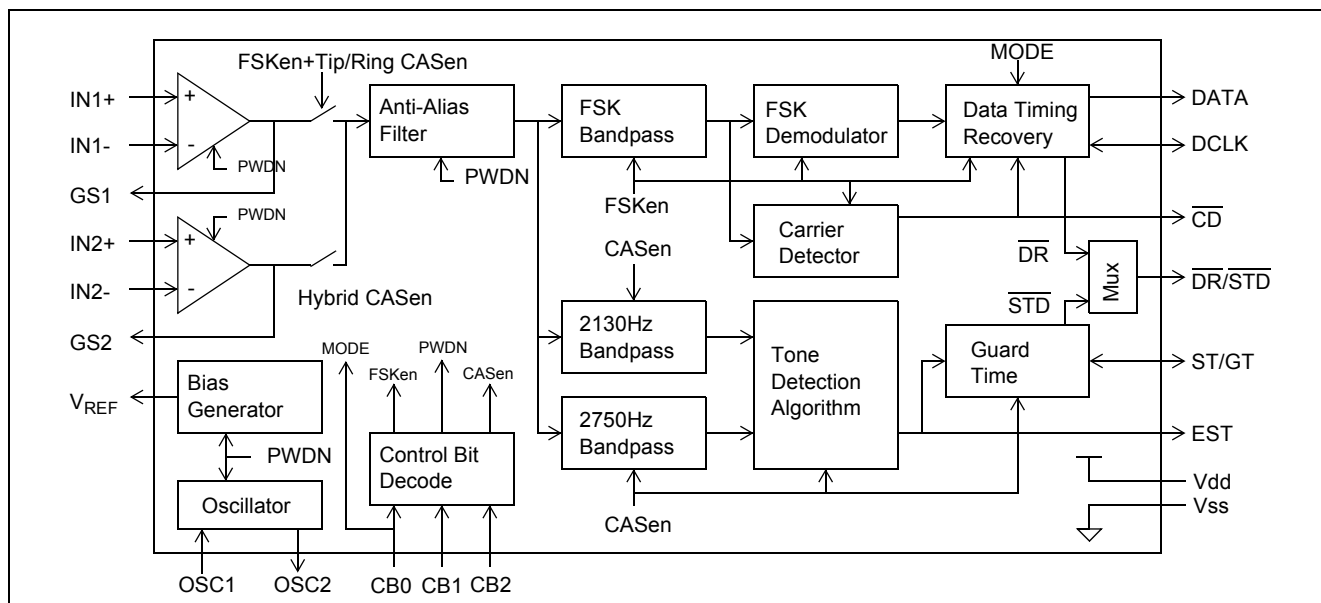 FSKen+Tip/Ring CASen
MODE
IN1+
+
Anti-Alias
Filter
FSK
Bandpass
FSK
Demodulator
Data Timing
Recovery
DATA
IN1-
-
PWDN
PWDN
DCLK
GS1
PWDN
FSKen
Carrier
Detector
CD
IN2+
+
CASen
DR
Mux
DR/STD
IN2-
-
Hybrid CASen
STD
GS2
MODE
PWDN
FSKen
CASen
2130Hz
Bandpass
Tone
Detection
Algorithm
Guard
Time
ST/GT
VREF
Bias
Generator
2750Hz
Bandpass
EST
PWDN
Control Bit
Decode
Oscillator
CASen
Vdd
Vss
OSC1
OSC2
CB0
CB1
CB2